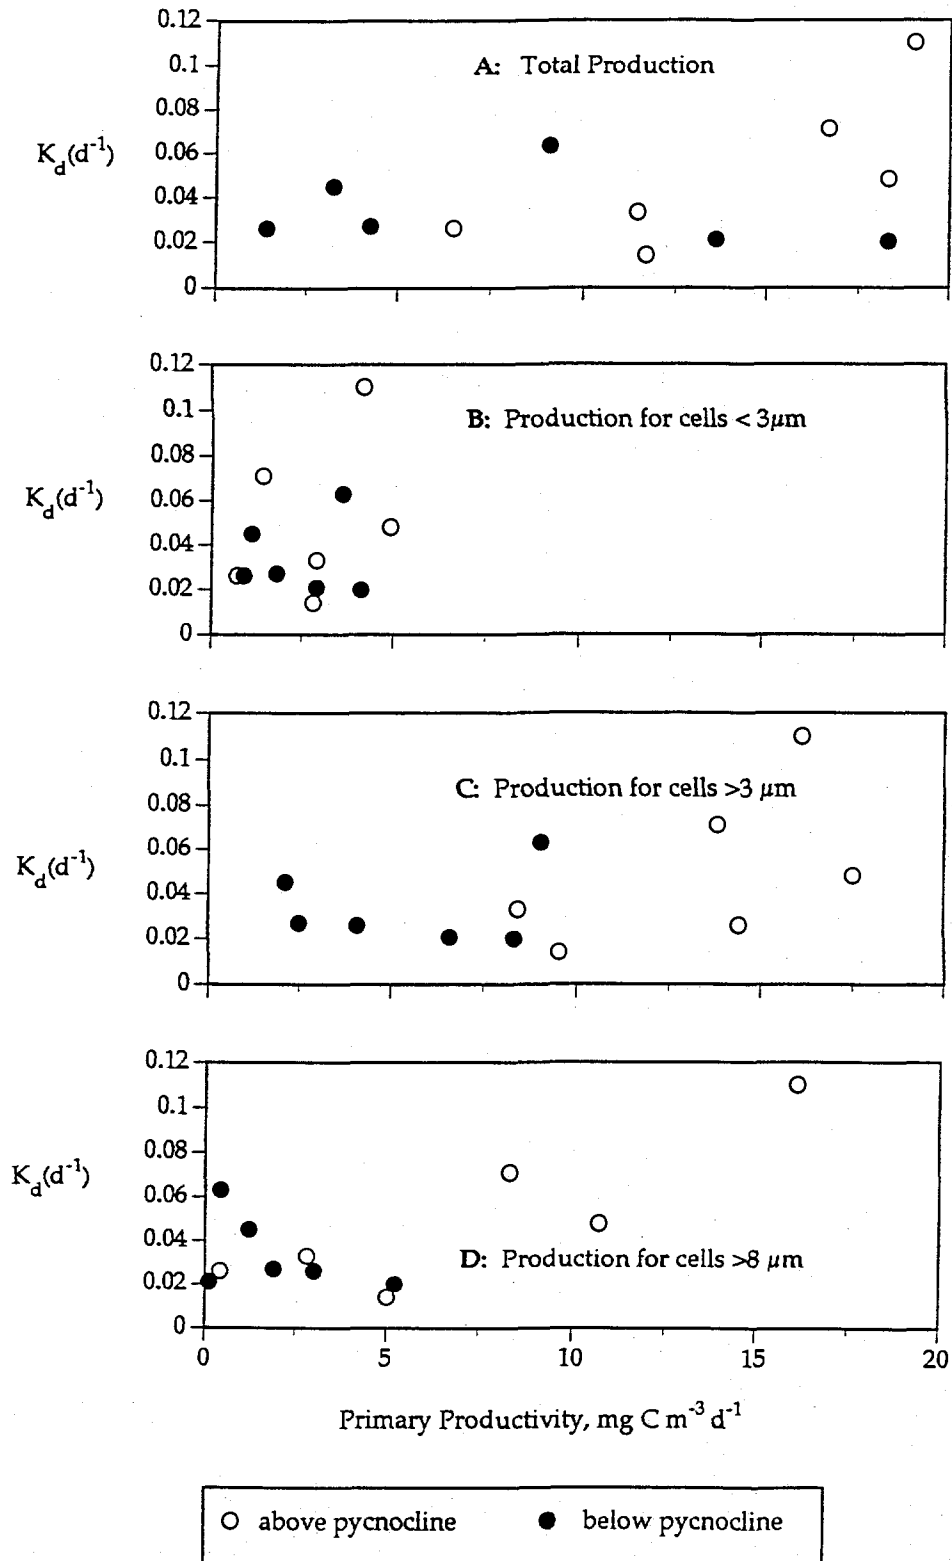 0.12
A: Total Production
0.1
0.08
K_d(d^-1)
0.06
0.04
0.02
0
0.12
B: Production for cells < 3µm
0.1
0.08
K_d(d^-1)
0.06
0.04
0.02
0
0.12
0.1
C: Production for cells >3 µm
0.08
K_d(d^-1)
0.06
0.04
0.02
0
0.12
0.1
0.08
K_d(d^-1)
0.06
0.04
D: Production for cells >8 µm
0.02
0
0 5 10 15 20
Primary Productivity, mg C m^-3 d^-1
above pycnocline below pycnocline